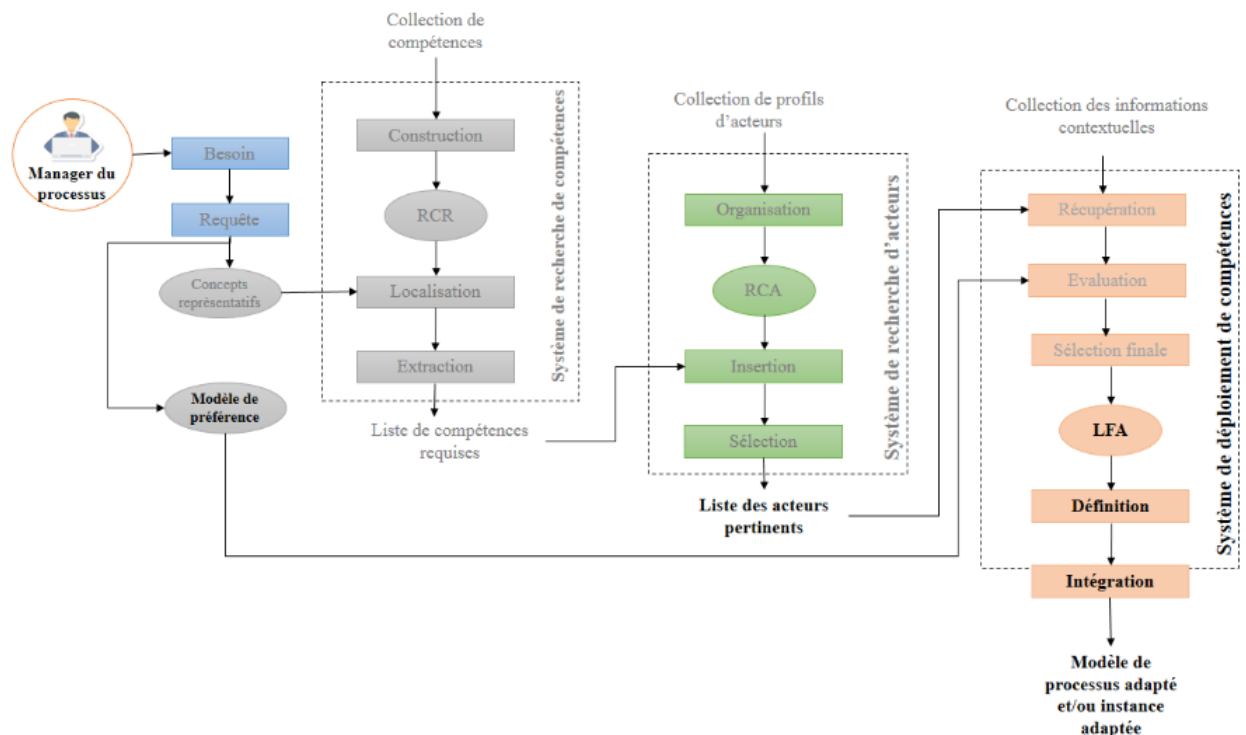 Collection de
compétences
Manager du
processus
Besoin
Requête
Concepts
représentatifs
Modèle de
préférence
Construction
RCR
Localisation
Extraction
Système de recherche de compétences
Liste de compétences
requises
Collection de profils
d'acteurs
Organisation
RCA
Insertion
Sélection
Système de recherche d'acteurs
Liste des acteurs
pertinents
Collection des informations
contextuelles
Récupération
Evaluation
Sélection finale
LFA
Définition
Intégration
Système de déploiement de compétences
Modèle de
processus adapté
et/ou instance
adaptée